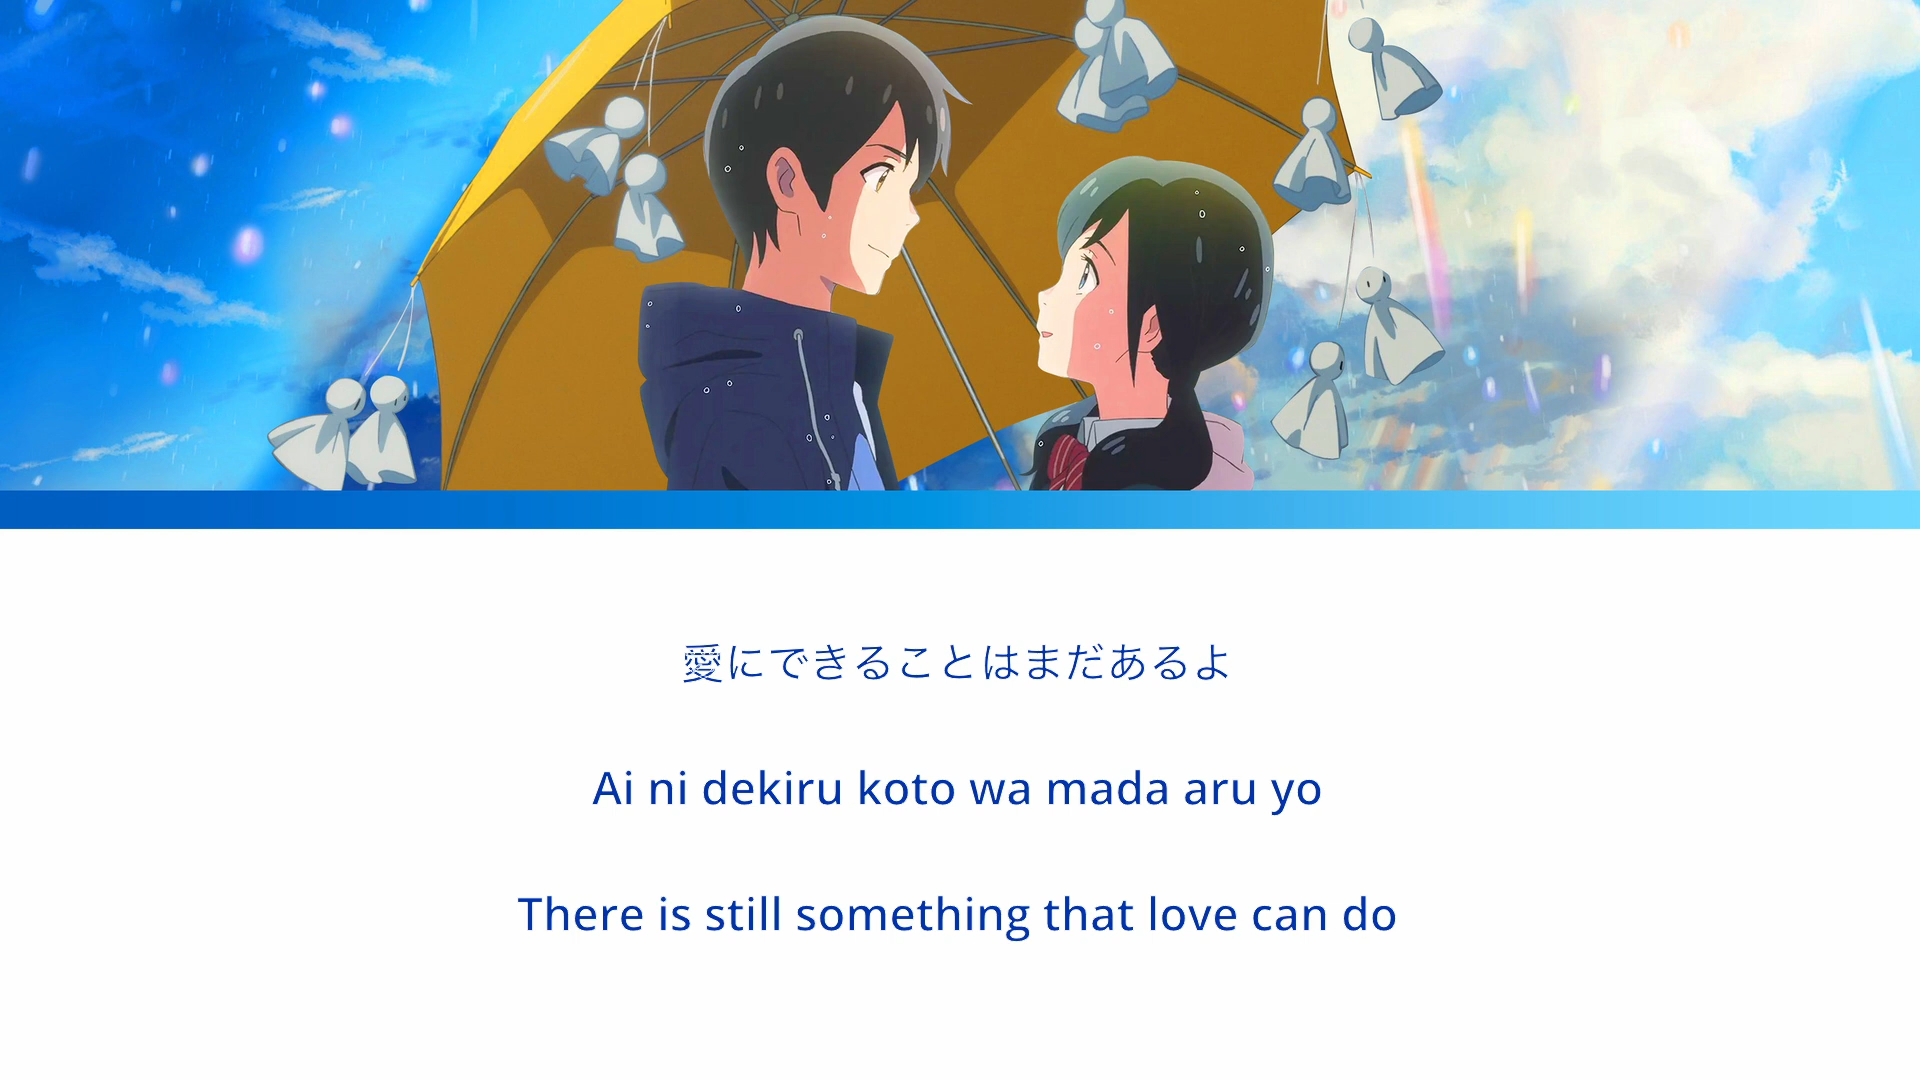 愛にできることはまだあるよ
Ai ni dekiru koto wa mada aru yo
There is still something that love can do